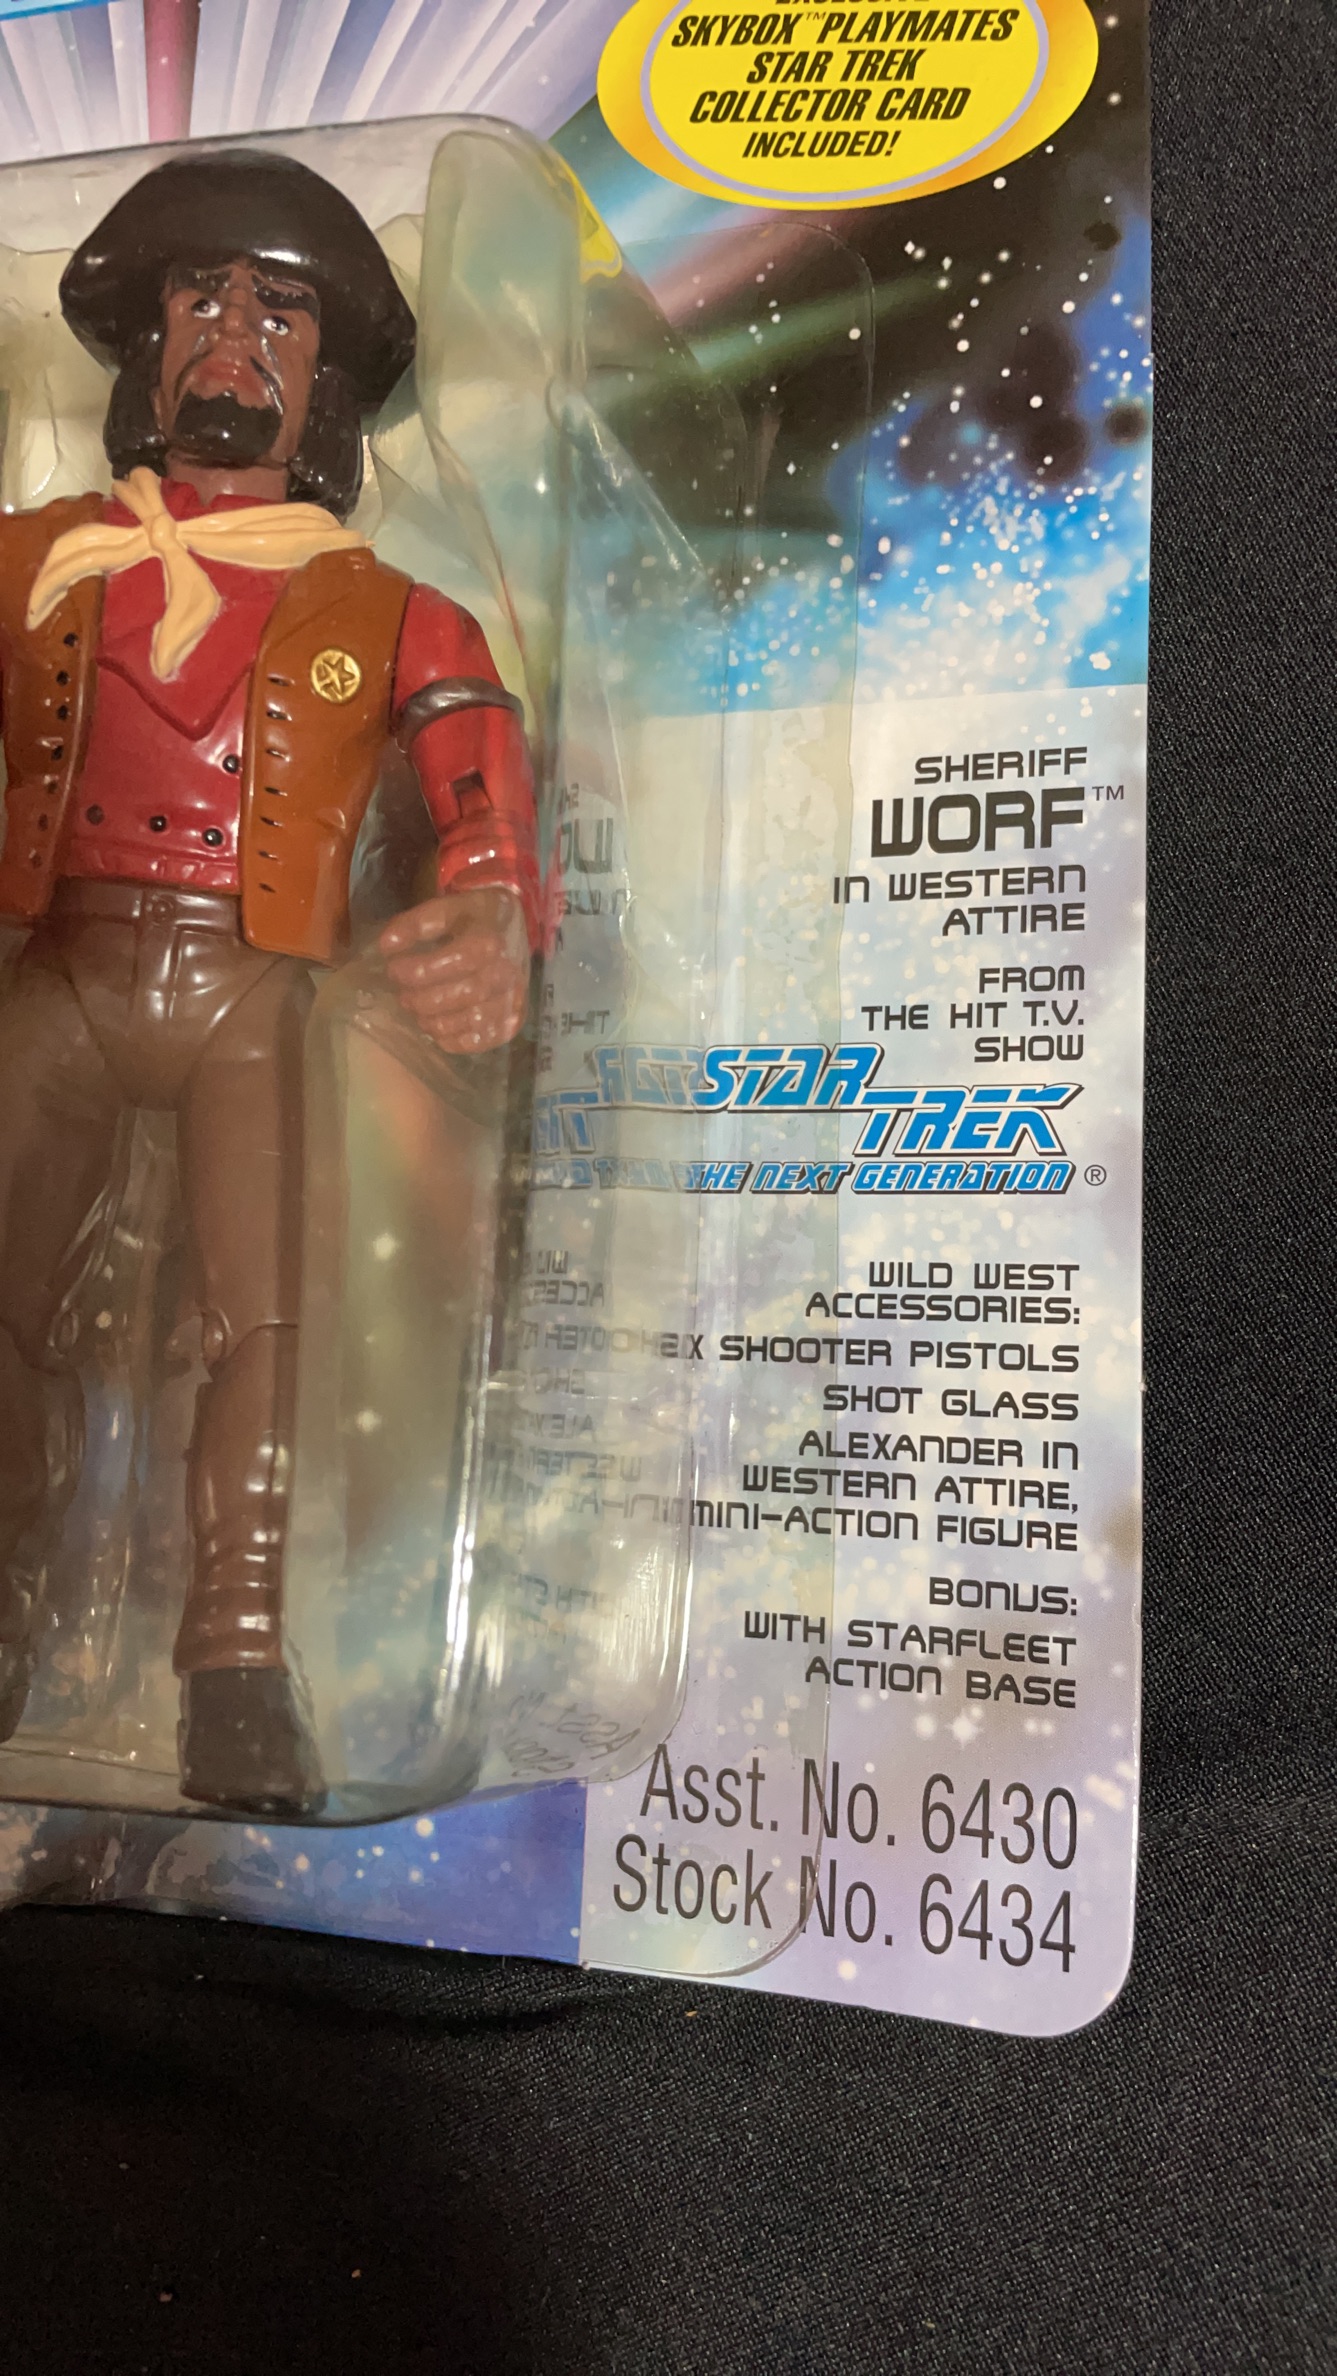 SKYBOX™ PLAYMATES
STAR TREK
COLLECTOR CARD
INCLUDED!
SHERIFF
WORF™
IN WESTERN
ATTIRE
FROM
THE HIT T.V.
SHOW
STAR
TREK
THE NEXT GENERATION®
WILD WEST
ACCESSORIES:
SHOOTER PISTOLS
SHOT GLASS
ALEXANDER IN
WESTERN ATTIRE,
MINI-ACTION FIGURE
BONUS:
WITH STARFLEET
ACTION BASE
Asst. No. 6430
Stock No. 6434